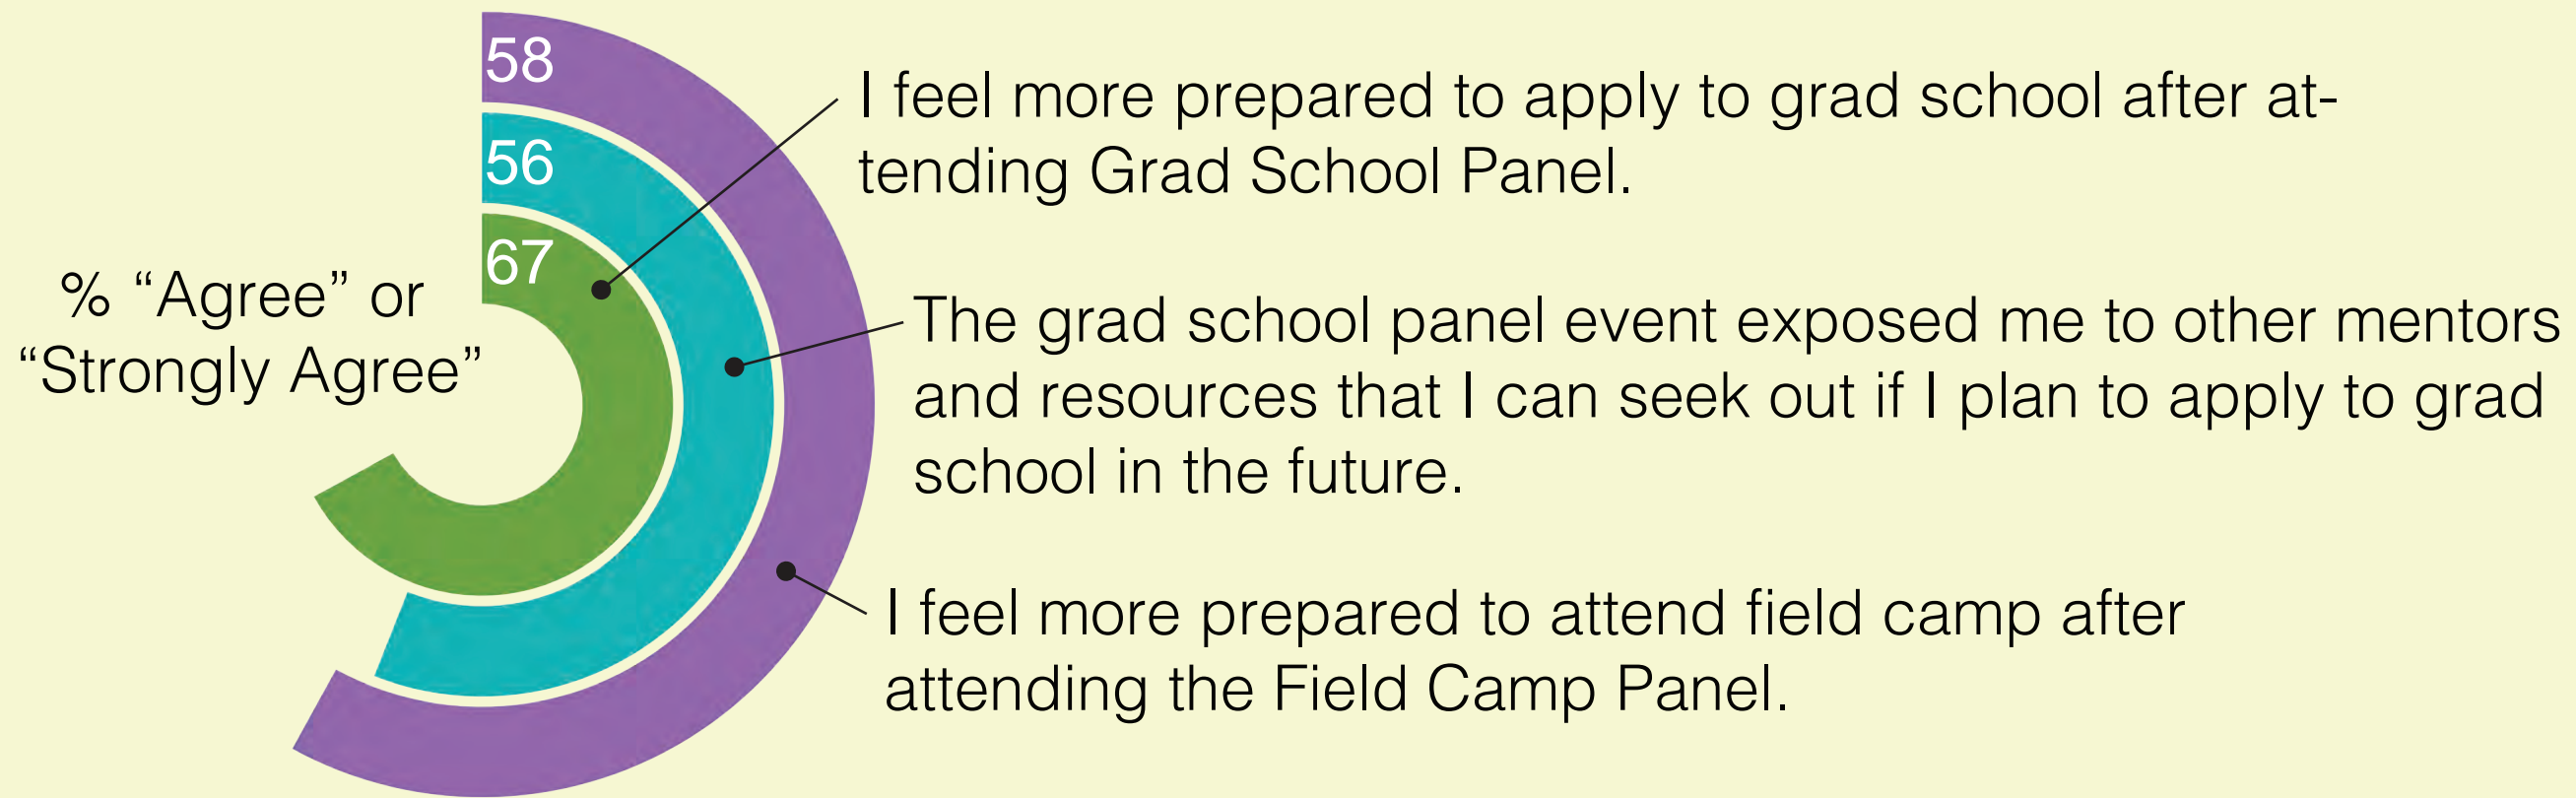 58
56
67
% “Agree” or
“Strongly Agree”
I feel more prepared to apply to grad school after at-
tending Grad School Panel.
The grad school panel event exposed me to other mentors
and resources that I can seek out if I plan to apply to grad
school in the future.
I feel more prepared to attend field camp after
attending the Field Camp Panel.